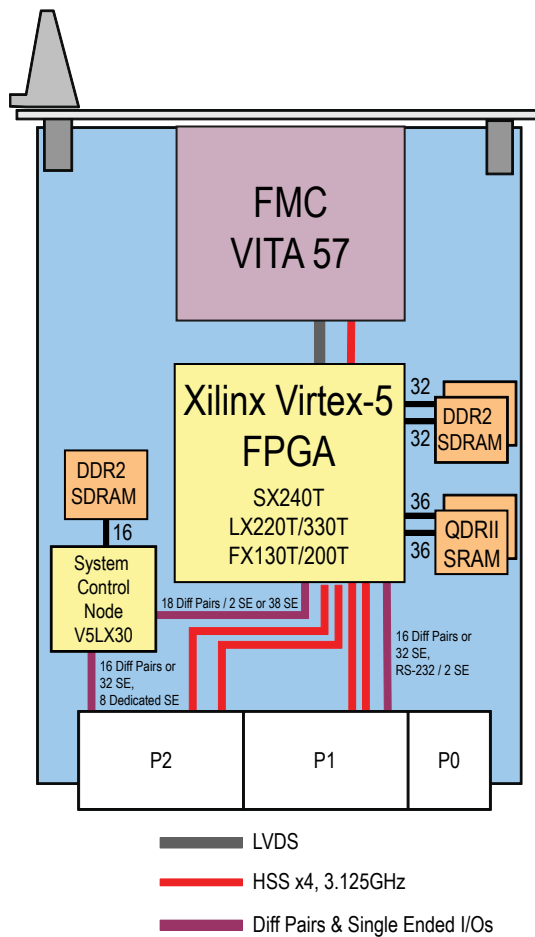 FMC
VITA 57
Xilinx Virtex-5
FPGA
SX240T
LX220T/330T
FX130T/200T
32
32
DDR2
SDRAM
36
36
QDRII
SRAM
DDR2
SDRAM
16
System
Control
Node
V5LX30
18 Diff Pairs / 2 SE or 38 SE
16 Diff Pairs or
32 SE,
8 Dedicated SE
16 Diff Pairs or
32 SE,
RS-232 / 2 SE
P2
P1
P0
LVDS
HSS x4, 3.125GHz
Diff Pairs & Single Ended I/Os